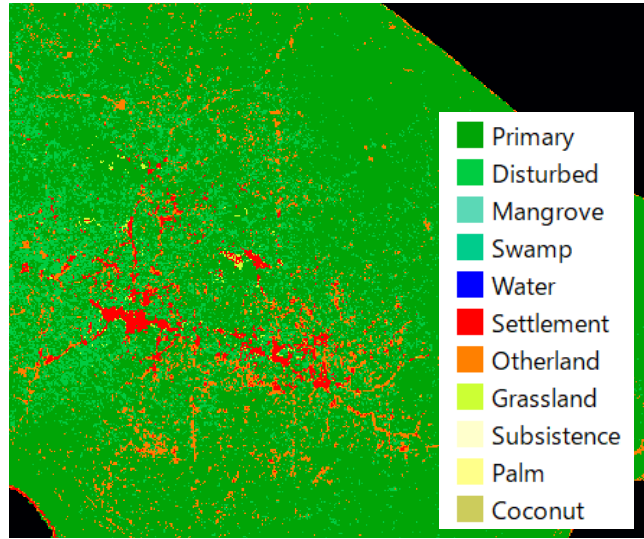 Primary
Disturbed
Mangrove
Swamp
Water
Settlement
Otherland
Grassland
Subsistence
Palm
Coconut